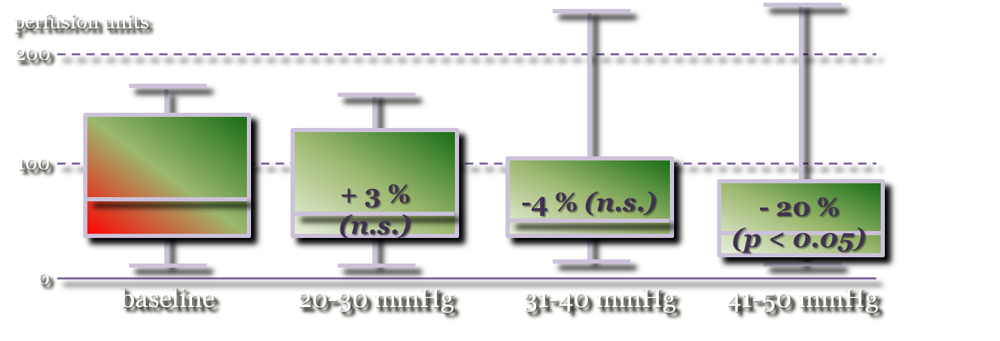 perfusion units
200
100
0
+ 3 %
(n.s.)
-4 % (n.s.)
- 20 %
(p < 0.05)
baseline
20-30 mmHg
31-40 mmHg
41-50 mmHg